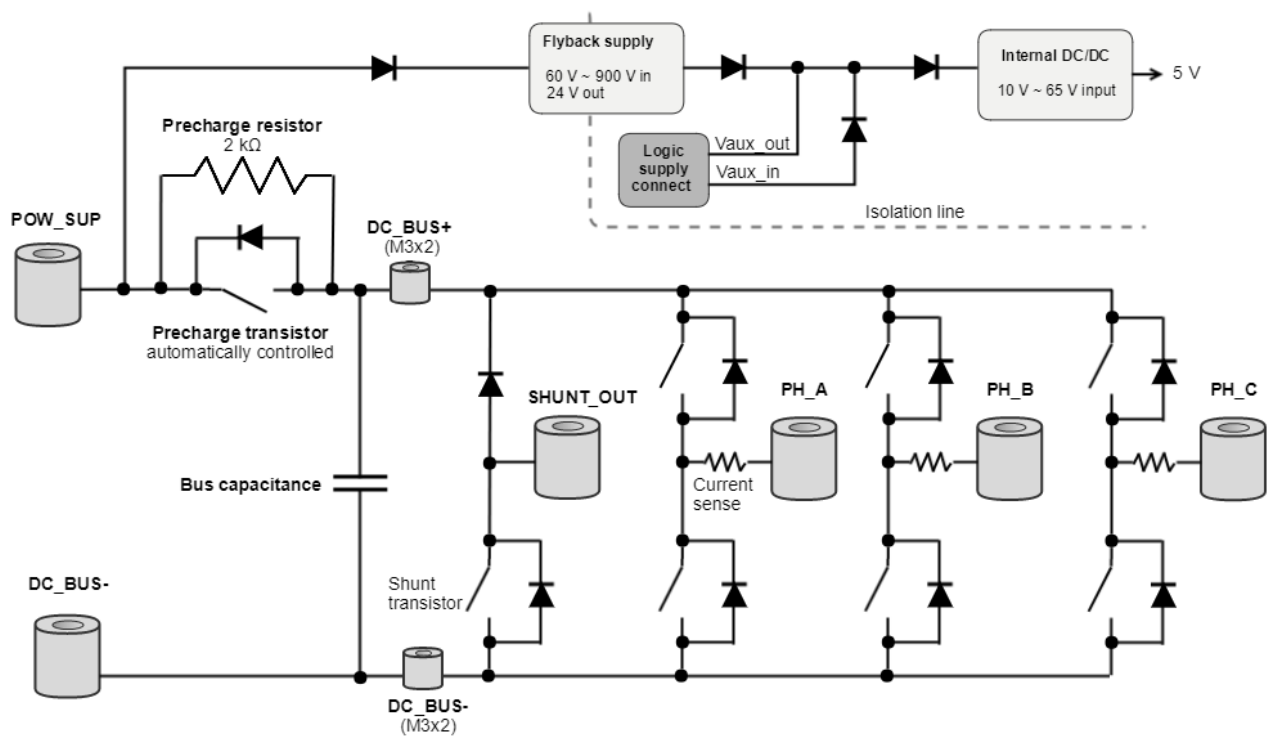 Flyback supply
60 V ~ 900 V in
24 V out
Internal DC/DC
10 V ~ 65 V input
5 V
Logic
supply
connect
Vaux_out
Vaux_in
Isolation line
Precharge resistor
2 kΩ
POW_SUP
DC_BUS+
(M3x2)
Precharge transistor
automatically controlled
SHUNT_OUT
PH_A
PH_B
PH_C
Bus capacitance
Current
sense
DC_BUS-
Shunt
transistor
DC_BUS-
(M3x2)